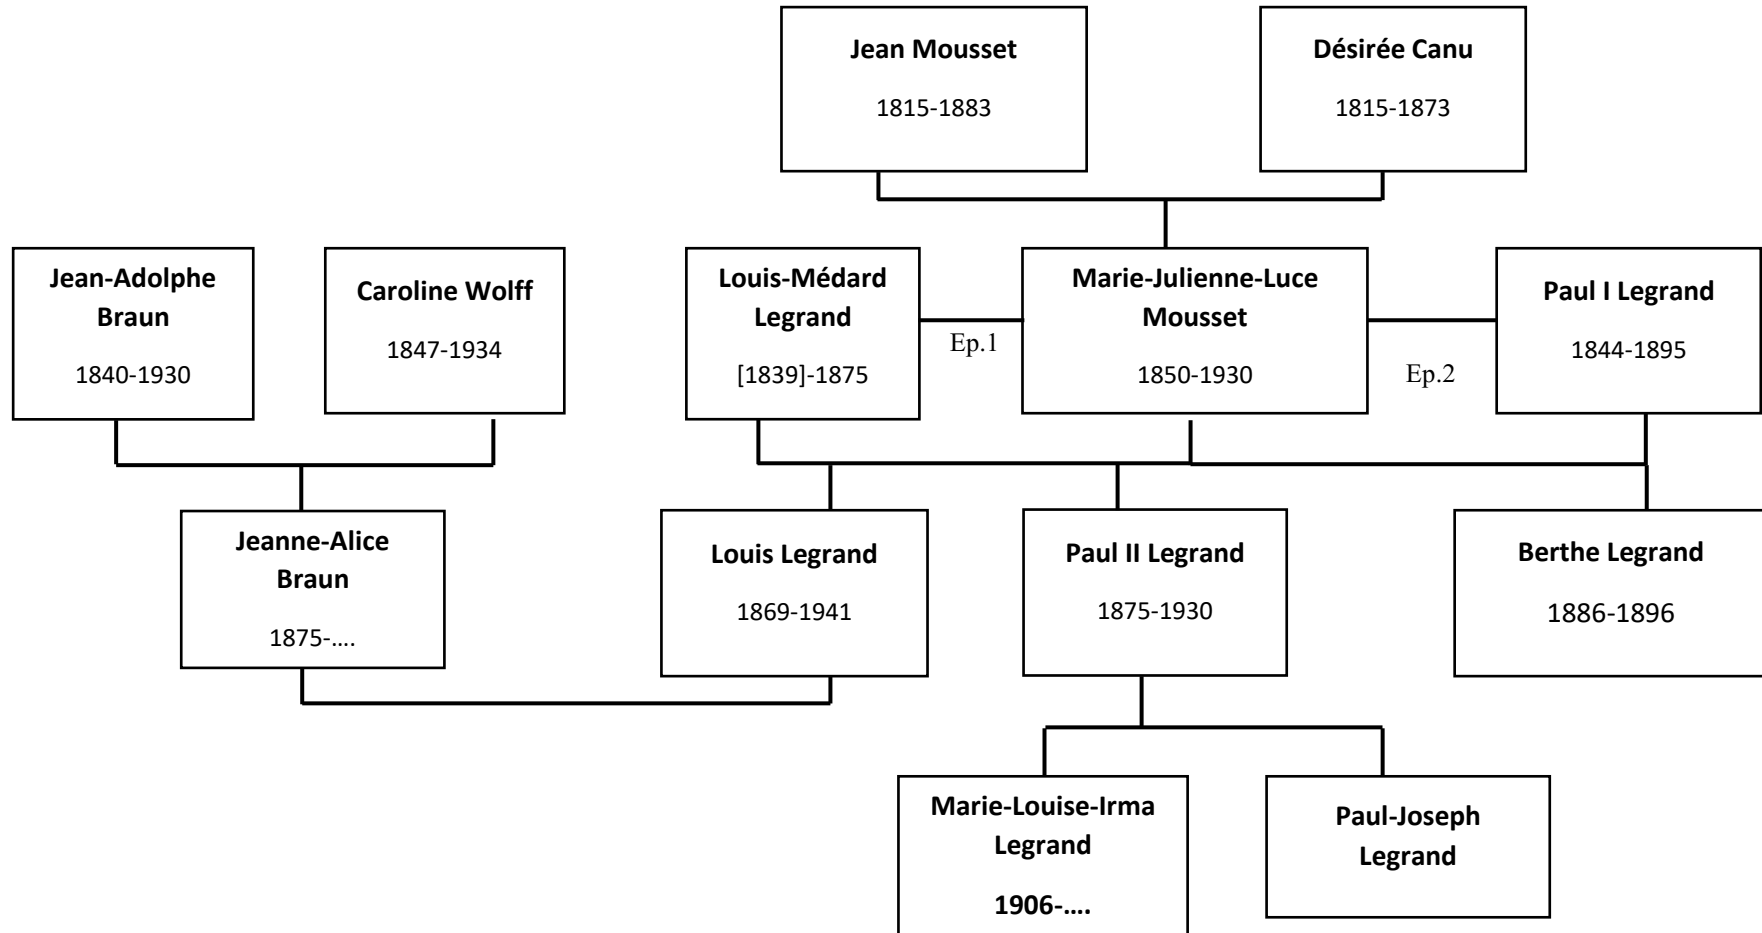 Jean Mousset
1815-1883
Désirée Canu
1815-1873
Jean-Adolphe
Braun
1840-1930
Caroline Wolff
1847-1934
Louis-Médard
Legrand
[1839]-1875
Ep.1
Marie-Julienne-Luce
Mousset
1850-1930
Ep.2
Paul I Legrand
1844-1895
Jeanne-Alice
Braun
1875-....
Louis Legrand
1869-1941
Paul II Legrand
1875-1930
Berthe Legrand
1886-1896
Marie-Louise-Irma
Legrand
1906-....
Paul-Joseph
Legrand